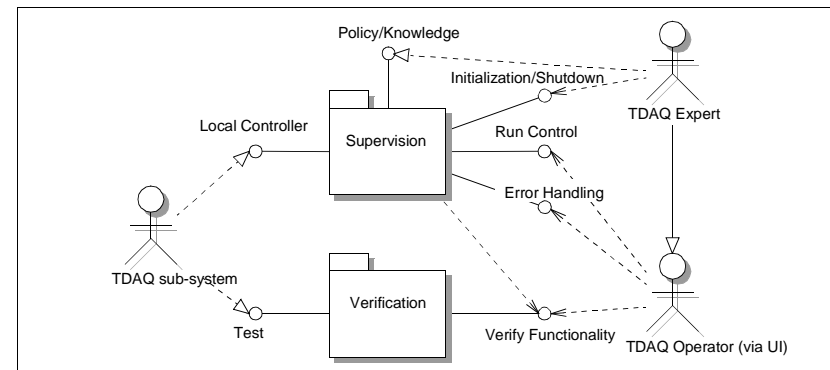 Policy/Knowledge
Initialization/Shutdown
TDAQ Expert
Local Controller
Supervision
Run Control
Error Handling
TDAQ sub-system
Verification
Test
Verify Functionality
TDAQ Operator (via UI)